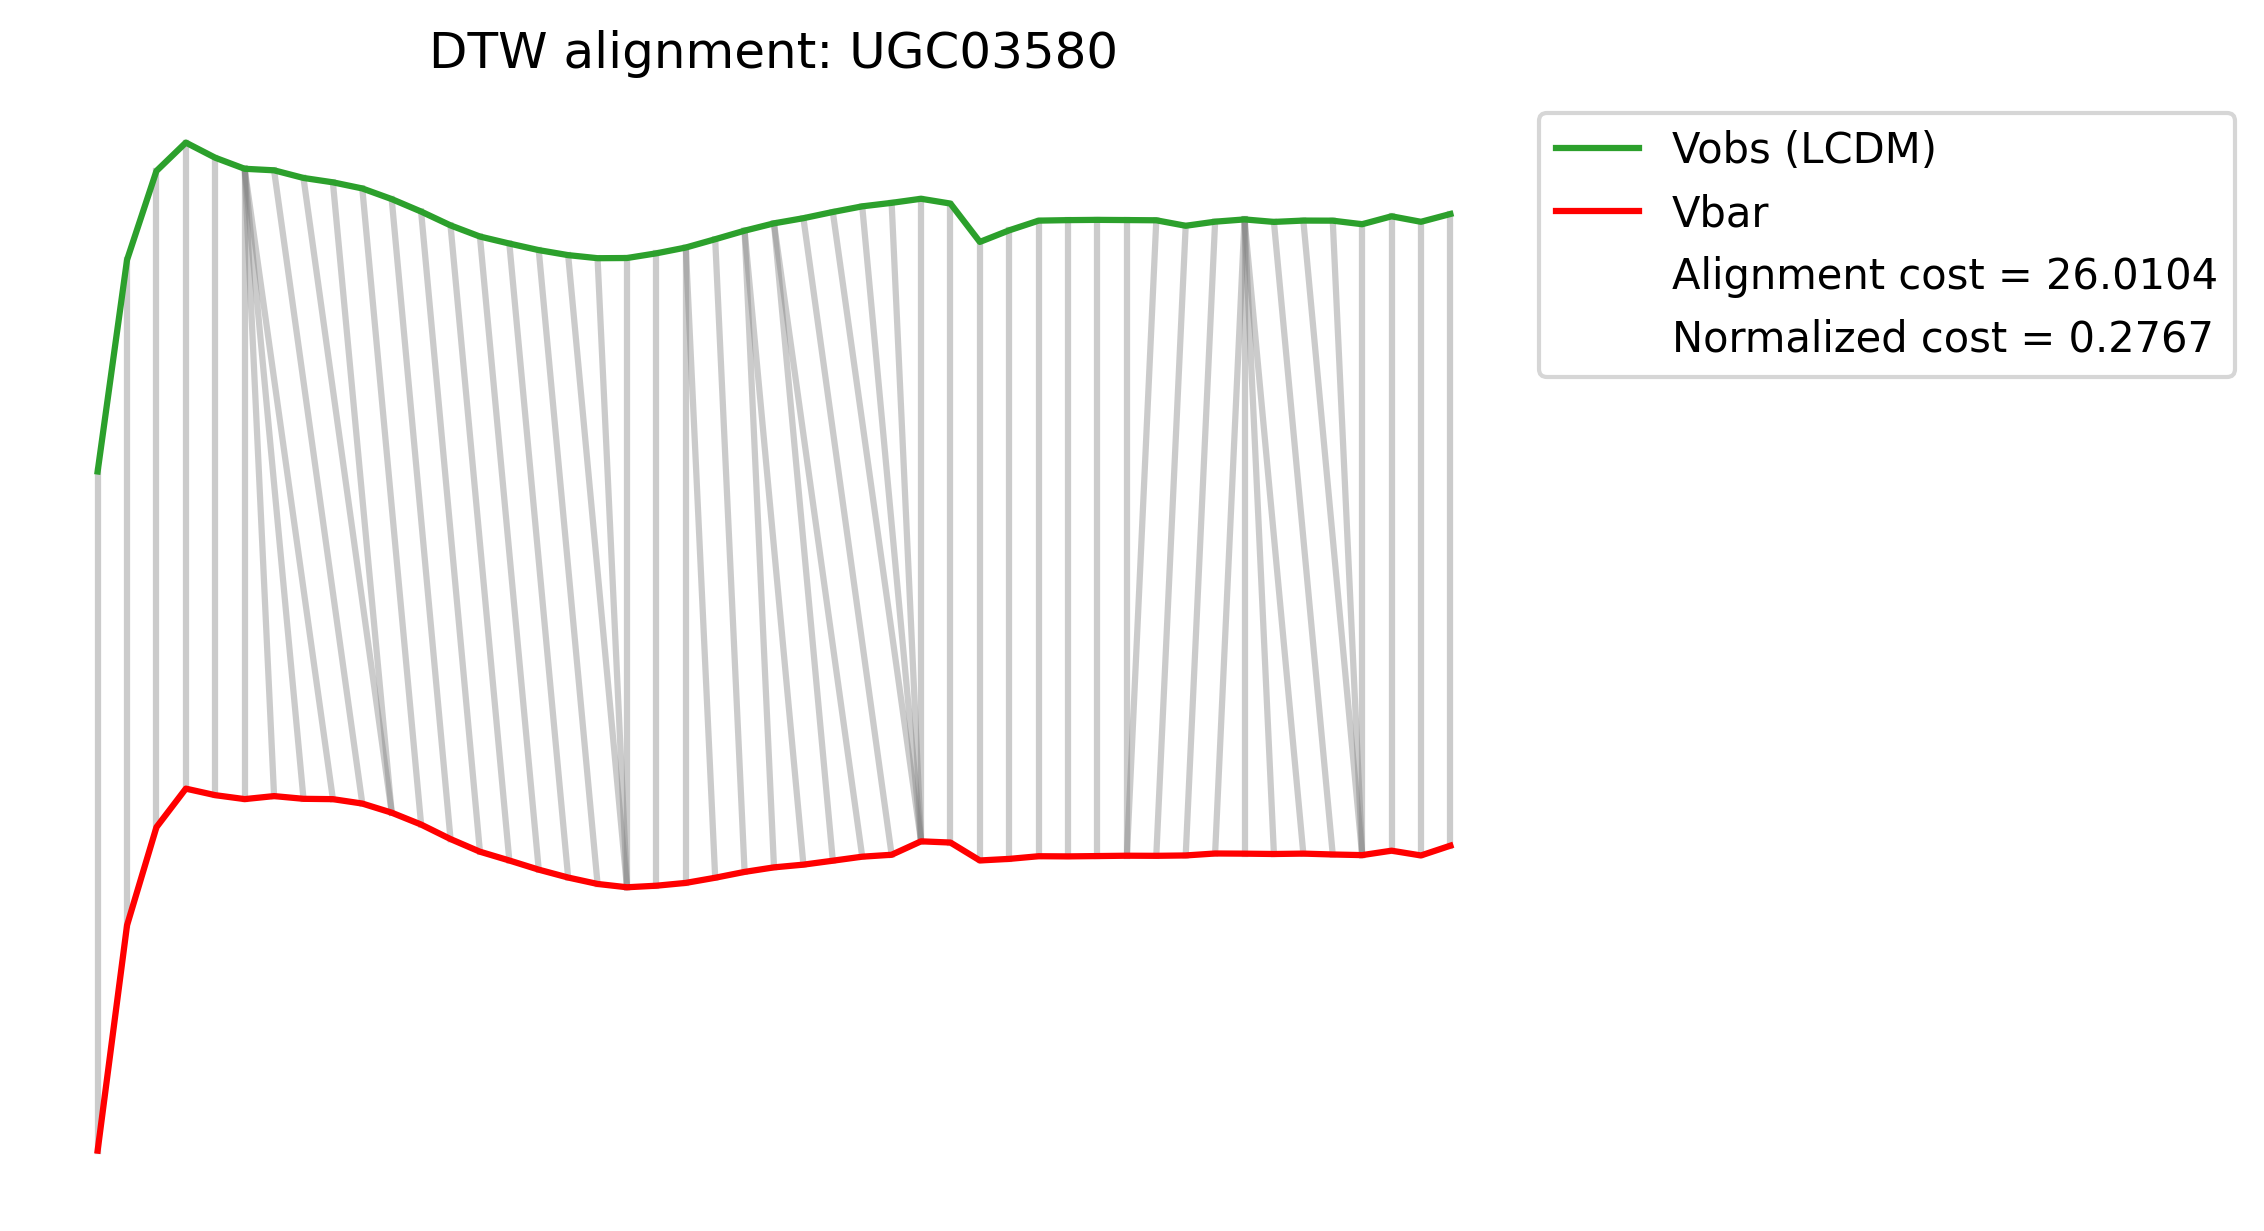 DTW alignment: UGC03580
Vobs (LCDM)
Vbar
Alignment cost = 26.0104
Normalized cost = 0.2767